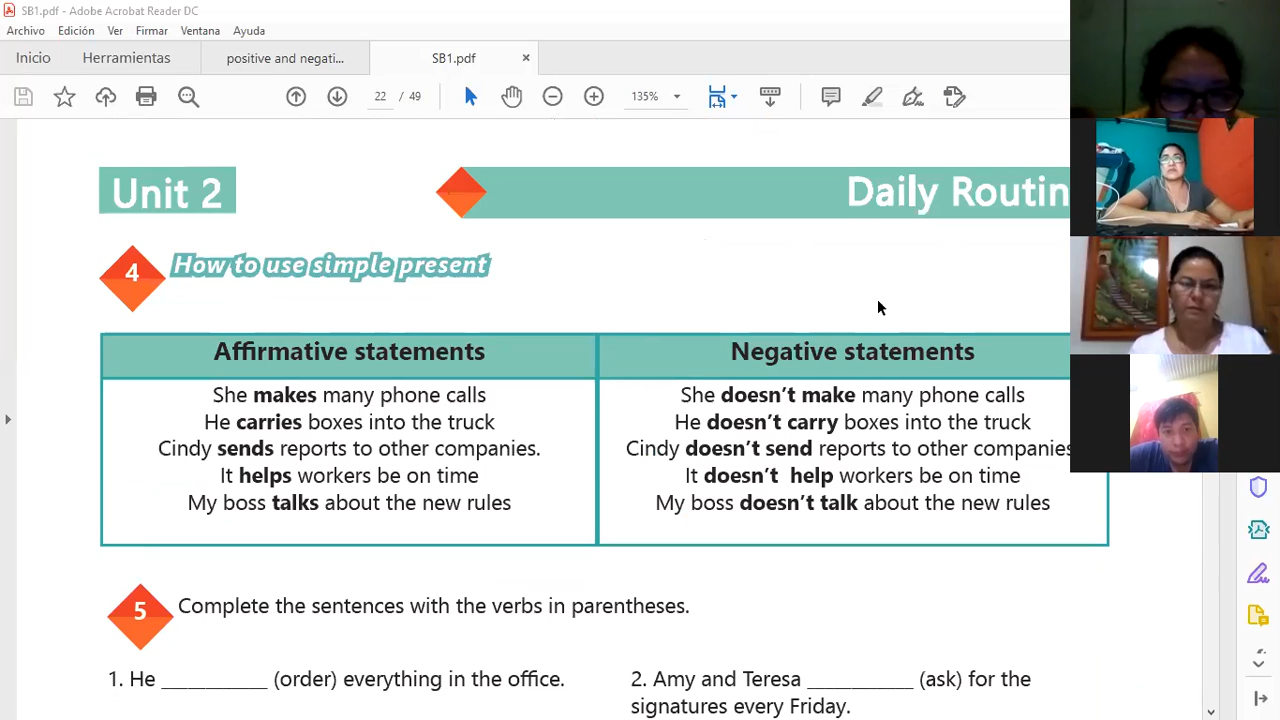 SB1.pdf - Adobe Acrobat Reader DC
Archivo Edición Ver Firmar Ventana Ayuda
Inicio Herramientas positive and negati... SB1.pdf ×
22 / 49 135%
Unit 2 Daily Routin
4 How to use simple present
Affirmative statements
She makes many phone calls
He carries boxes into the truck
Cindy sends reports to other companies.
It helps workers be on time
My boss talks about the new rules
Negative statements
She doesn’t make many phone calls
He doesn’t carry boxes into the truck
Cindy doesn’t send reports to other companies
It doesn’t help workers be on time
My boss doesn’t talk about the new rules
5 Complete the sentences with the verbs in parentheses.
1. He ___________ (order) everything in the office.
2. Amy and Teresa ___________ (ask) for the
signatures every Friday.